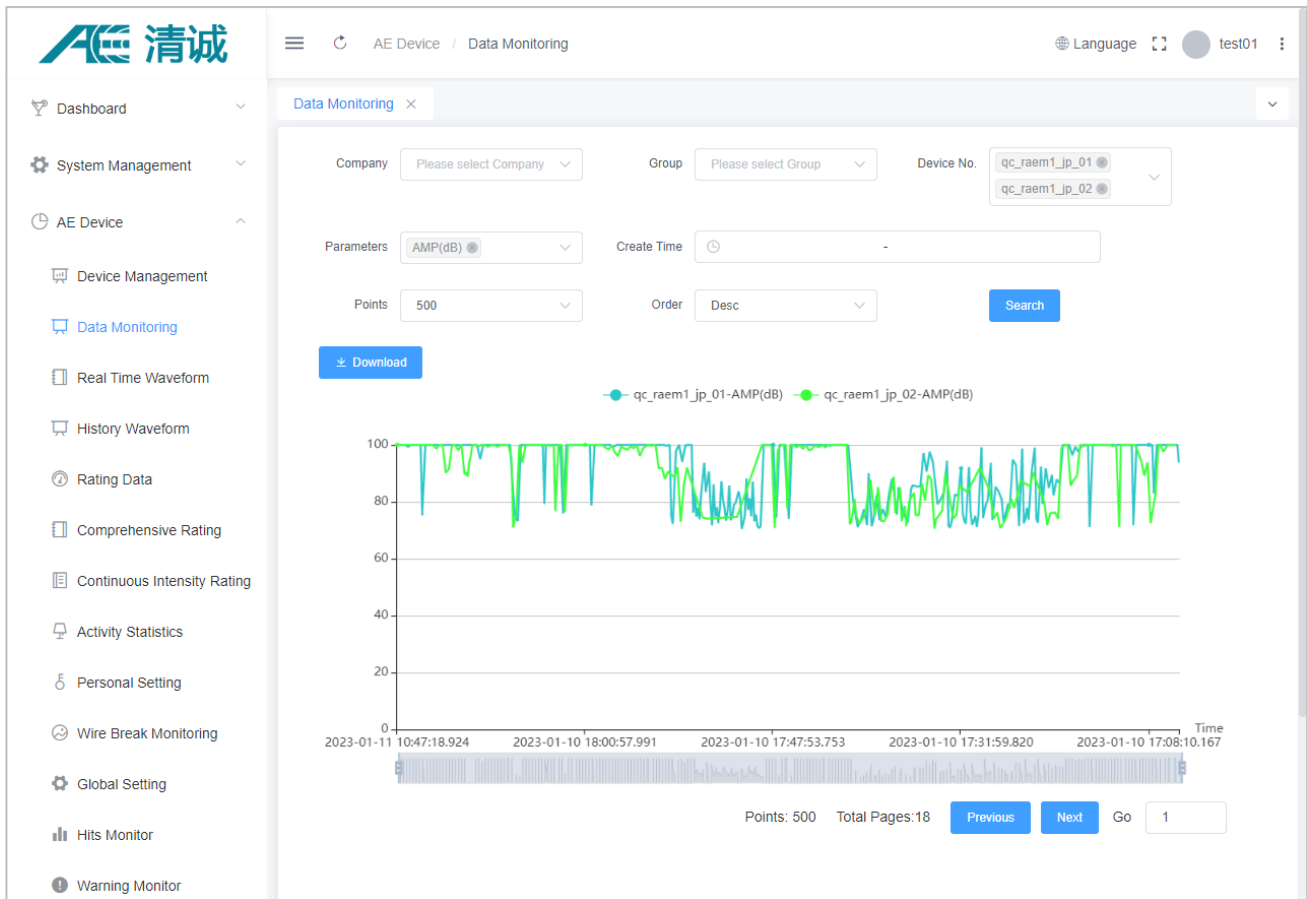 AE 清诚
AE Device / Data Monitoring
Language
test01
Dashboard
System Management
AE Device
Device Management
Data Monitoring
Real Time Waveform
History Waveform
Rating Data
Comprehensive Rating
Continuous Intensity Rating
Activity Statistics
Personal Setting
Wire Break Monitoring
Global Setting
Hits Monitor
Warning Monitor
Data Monitoring
Company Please select Company
Group Please select Group
Device No. qc_raem1_jp_01
qc_raem1_jp_02
Parameters AMP(dB)
Create Time -
Points 500
Order Desc
Search
Download
qc_raem1_jp_01-AMP(dB) qc_raem1_jp_02-AMP(dB)
100
80
60
40
20
0
Time
2023-01-11 10:47:18.924 2023-01-10 18:00:57.991 2023-01-10 17:47:53.753 2023-01-10 17:31:59.820 2023-01-10 17:08:10.167
Points: 500 Total Pages:18 Previous Next Go 1